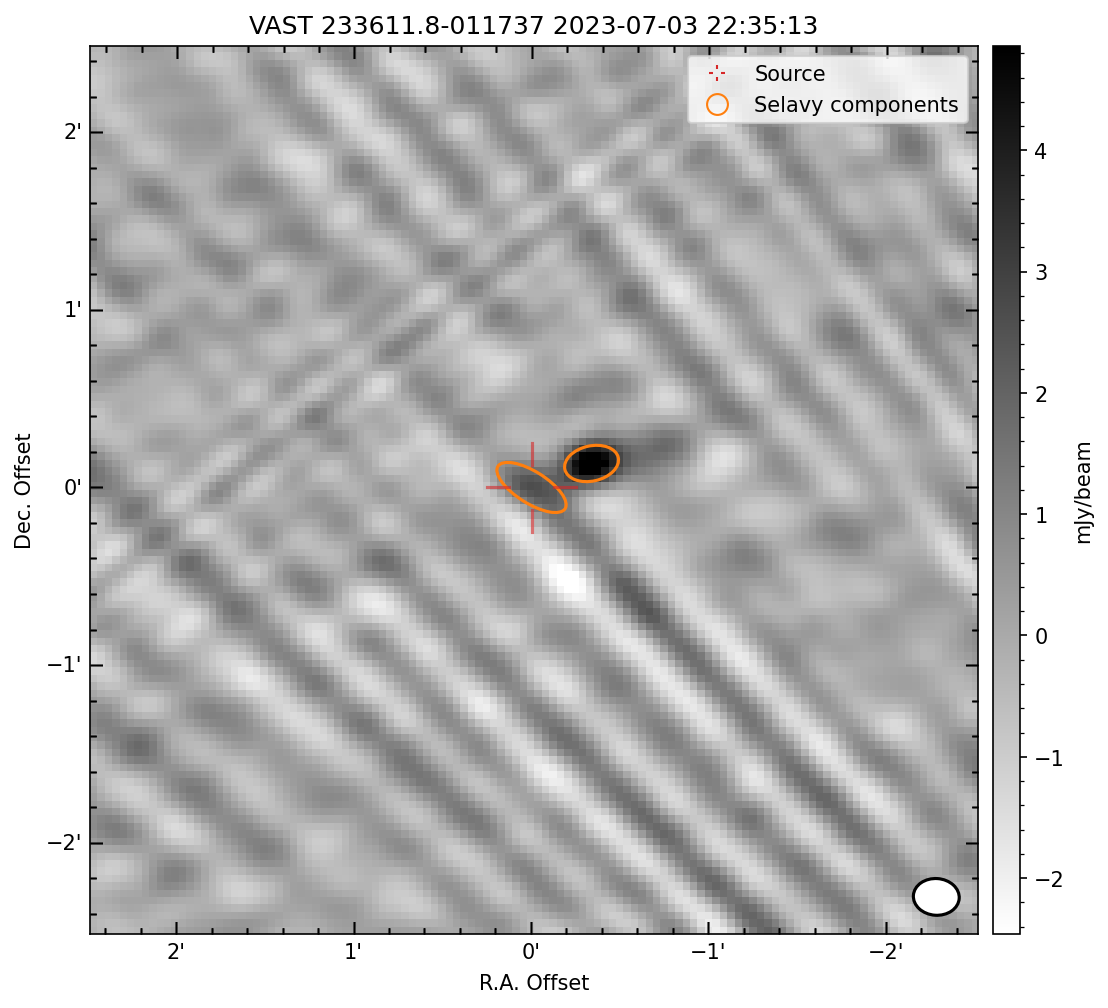 VAST 233611.8-011737 2023-07-03 22:35:13
Source
Selavy components
2'
1'
0'
−1'
−2'
Dec. Offset
2'
1'
0'
−1'
−2'
R.A. Offset
4
3
2
1
0
−1
−2
mJy/beam